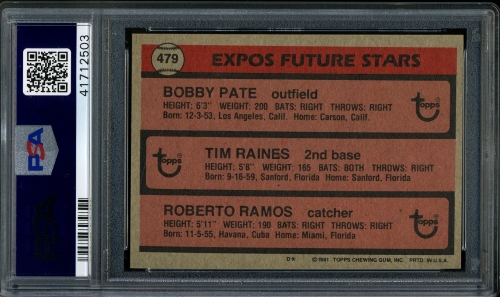 41712503
PSA
479
EXPOS FUTURE STARS
BOBBY PATE outfield
HEIGHT: 6'3" WEIGHT: 200 BATS: RIGHT THROWS: RIGHT
Born: 12-3-53, Los Angeles, Calif. Home: Carson, Calif.
Topps
Topps
TIM RAINES 2nd base
HEIGHT: 5'8" WEIGHT: 165 BATS: BOTH THROWS: RIGHT
Born: 9-16-59, Sanford, Florida Home: Sanford, Florida
ROBERTO RAMOS catcher
HEIGHT: 5'11" WEIGHT: 190 BATS: RIGHT THROWS: RIGHT
Born: 11-5-55, Havana, Cuba Home: Miami, Florida
Topps
D* © 1981 TOPPS CHEWING GUM, INC. PRTD. IN U.S.A.